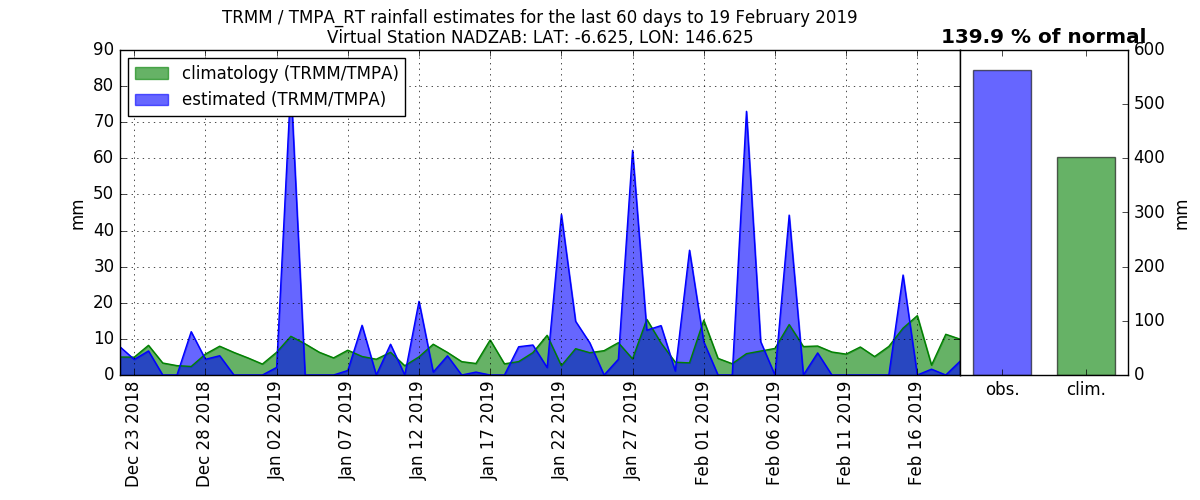 TRMM / TMPA_RT rainfall estimates for the last 60 days to 19 February 2019
Virtual Station NADZAB: LAT: -6.625, LON: 146.625
139.9 % of normal
climatology (TRMM/TMPA)
estimated (TRMM/TMPA)
90
80
70
60
50
40
30
20
10
0
mm
600
500
400
300
200
100
0
mm
Dec 23 2018
Dec 28 2018
Jan 02 2019
Jan 07 2019
Jan 12 2019
Jan 17 2019
Jan 22 2019
Jan 27 2019
Feb 01 2019
Feb 06 2019
Feb 11 2019
Feb 16 2019
obs.
clim.